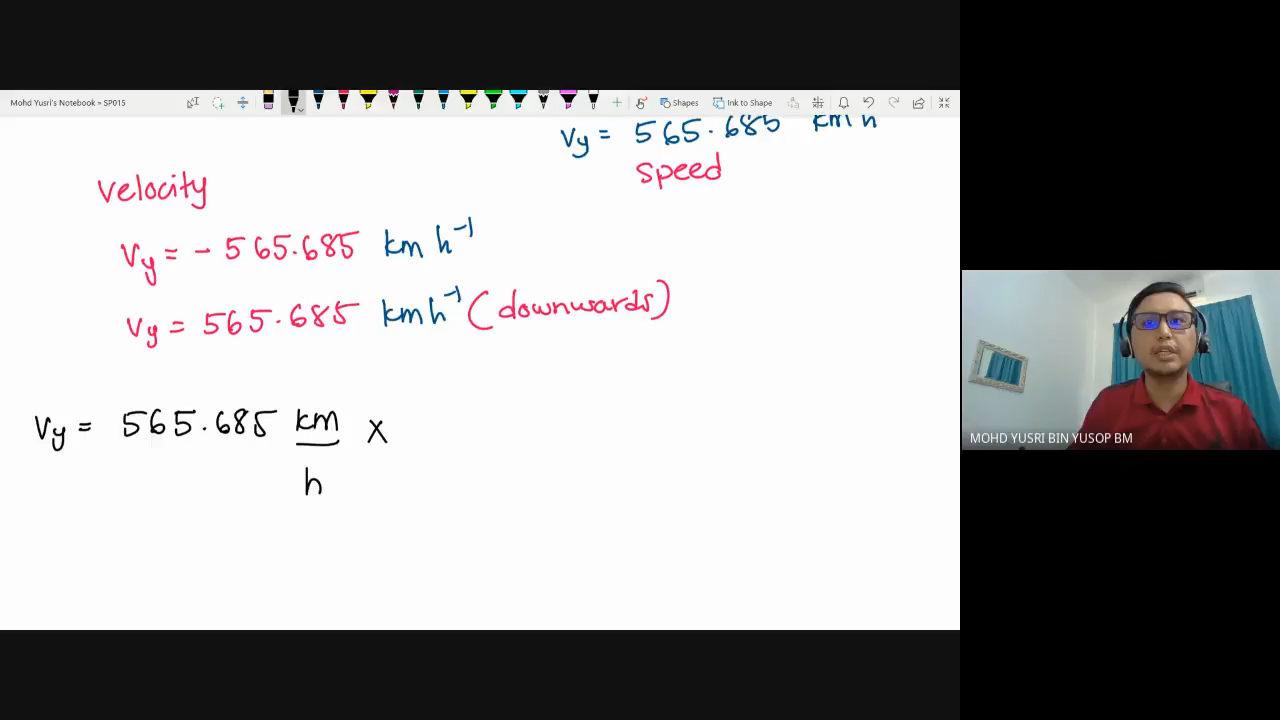 Mohd Yusri's Notebook » SP015
Shapes
Ink to Shape
Vy = 565.685 km h
speed
velocity
Vy = - 565.685 km h⁻¹
Vy = 565.685 km h⁻¹ (downwards)
Vy = 565.685 km x
h
MOHD YUSRI BIN YUSOP BM